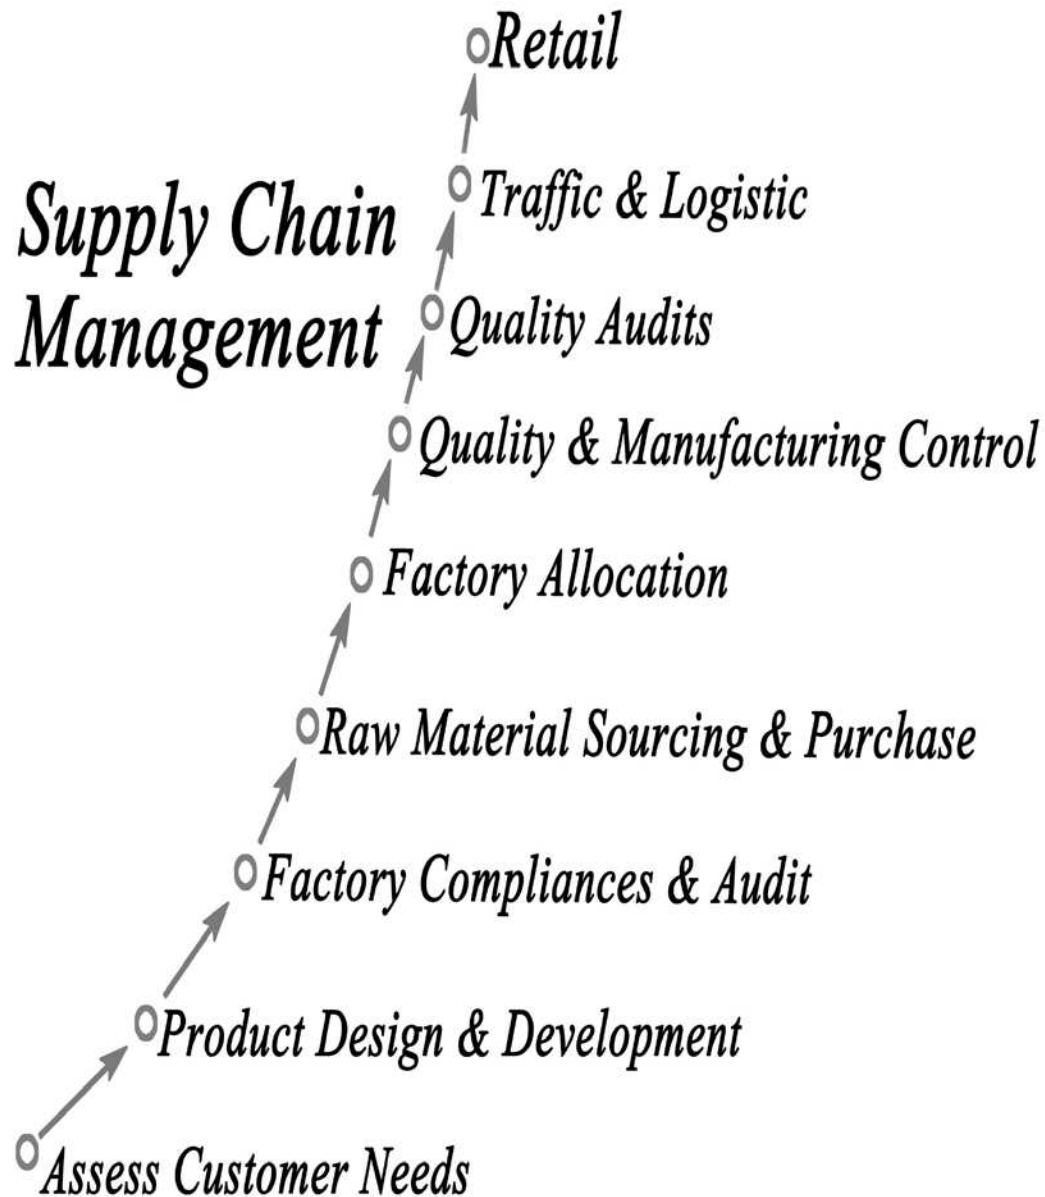 Retail
Traffic & Logistic
Supply Chain
Management
Quality Audits
Quality & Manufacturing Control
Factory Allocation
Raw Material Sourcing & Purchase
Factory Compliances & Audit
Product Design & Development
Assess Customer Needs